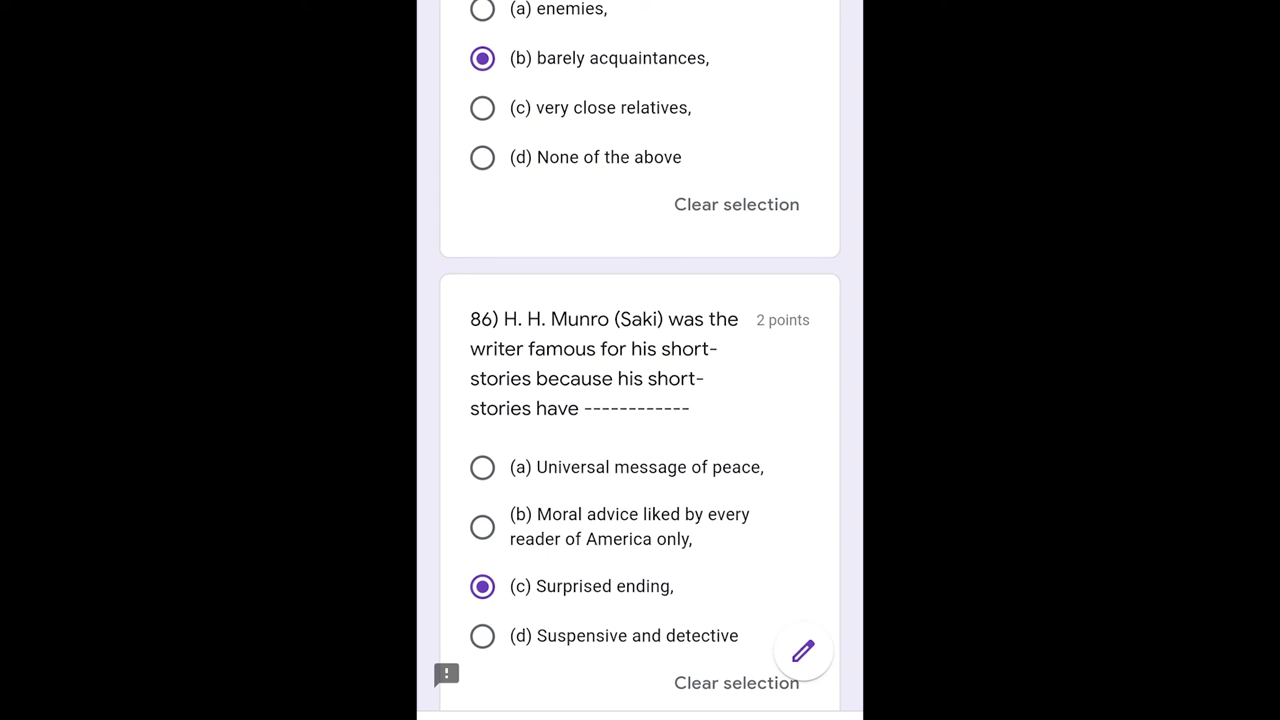 (a) enemies,
(b) barely acquaintances,
(c) very close relatives,
(d) None of the above
Clear selection
86) H. H. Munro (Saki) was the 2 points
writer famous for his short-
stories because his short-
stories have ------------
(a) Universal message of peace,
(b) Moral advice liked by every
reader of America only,
(c) Surprised ending,
(d) Suspensive and detective
Clear selection